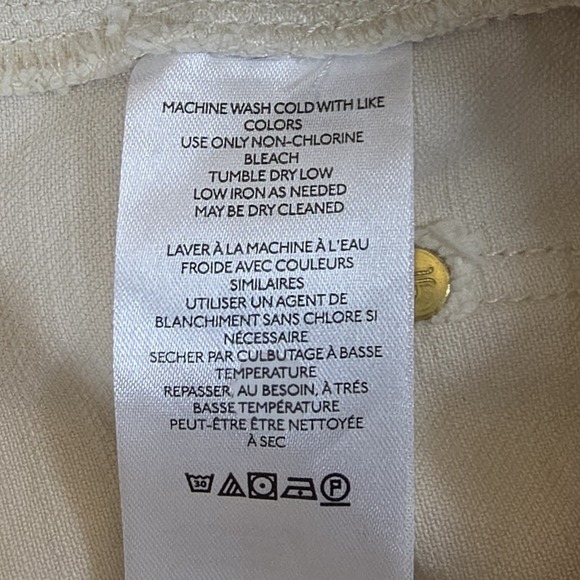 MACHINE WASH COLD WITH LIKE
COLORS
USE ONLY NON-CHLORINE
BLEACH
TUMBLE DRY LOW
LOW IRON AS NEEDED
MAY BE DRY CLEANED
LAVER À LA MACHINE À L'EAU
FROIDE AVEC COULEURS
SIMILAIRES
UTILISER UN AGENT DE
BLANCHIMENT SANS CHLORE SI
NÉCESSAIRE
SECHER PAR CULBUTAGE À BASSE
TEMPERATURE
REPASSER, AU BESOIN, À TRÉS
BASSE TEMPÉRATURE
PEUT-ÊTRE ÊTRE NETTOYÉE
À SEC
30 P